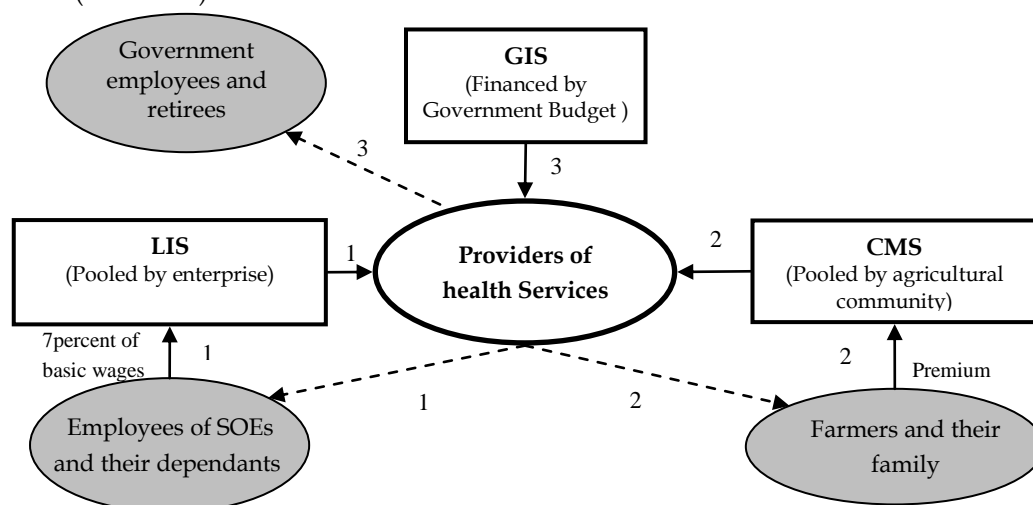 Government
employees and
retirees
GIS
(Financed by
Government Budget )
3
3
LIS
(Pooled by enterprise)
1
Providers of
health Services
2
CMS
(Pooled by agricultural
community)
7percent of
basic wages
1
1
2
2
Premium
Employees of SOEs
and their dependants
Farmers and their
family